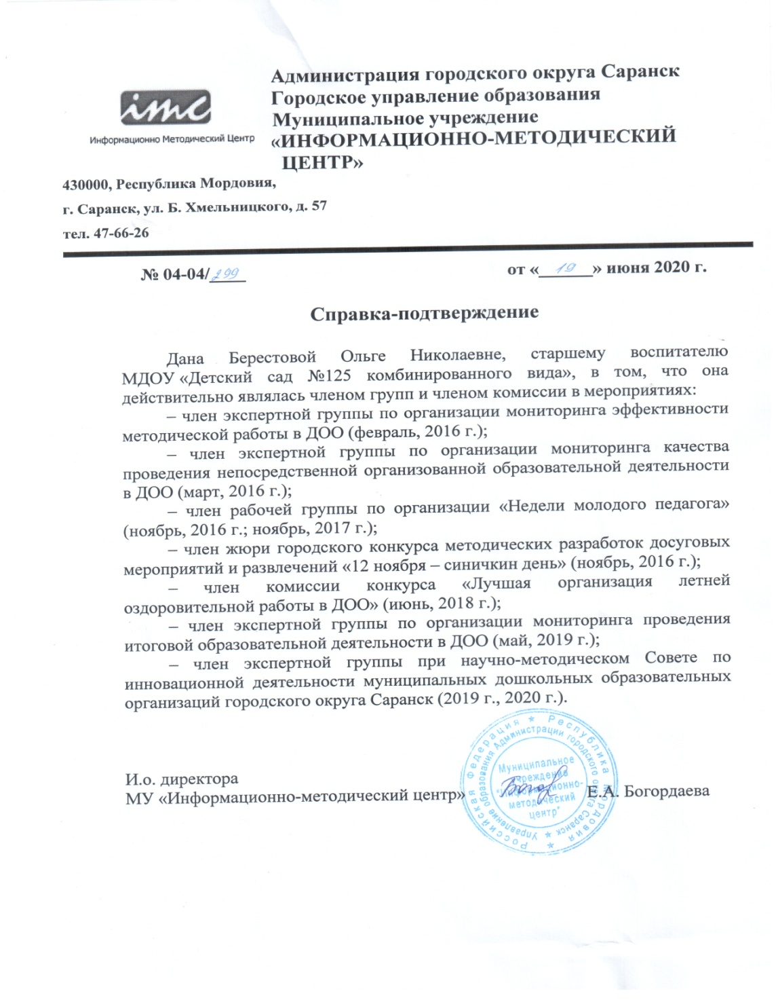 Администрация городского округа Саранск
Городское управление образования
Муниципальное учреждение
«ИНФОРМАЦИОННО-МЕТОДИЧЕСКИЙ
ЦЕНТР»
имс
Информационно Методический Центр
430000, Республика Мордовия,
г. Саранск, ул. Б. Хмельницкого, д. 57
тел. 47-66-26
№ 04-04/299
от «19» июня 2020 г.
Справка-подтверждение
Дана Берестовой Ольге Николаевне, старшему воспитателю
МДОУ «Детский сад №125 комбинированного вида», в том, что она
действительно являлась членом групп и членом комиссии в мероприятиях:
– член экспертной группы по организации мониторинга эффективности
методической работы в ДОО (февраль, 2016 г.);
– член экспертной группы по организации мониторинга качества
проведения непосредственной организованной образовательной деятельности
в ДОО (март, 2016 г.);
– член рабочей группы по организации «Недели молодого педагога»
(ноябрь, 2016 г.; ноябрь, 2017 г.);
– член жюри городского конкурса методических разработок досуговых
мероприятий и развлечений «12 ноября – синичкин день» (ноябрь, 2016 г.);
– член комиссии конкурса «Лучшая организация летней
оздоровительной работы в ДОО» (июнь, 2018 г.);
– член экспертной группы по организации мониторинга проведения
итоговой образовательной деятельности в ДОО (май, 2019 г.);
– член экспертной группы при научно-методическом Совете по
инновационной деятельности муниципальных дошкольных образовательных
организаций городского округа Саранск (2019 г., 2020 г.).
И.о. директора
МУ «Информационно-методический центр»
Е.А. Богордаева
Российская Федерация ★ Республика Мордовия ★
Управление образования Администрации городского округа Саранск ★
Муниципальное
учреждение
"Информационно-
методический
центр"